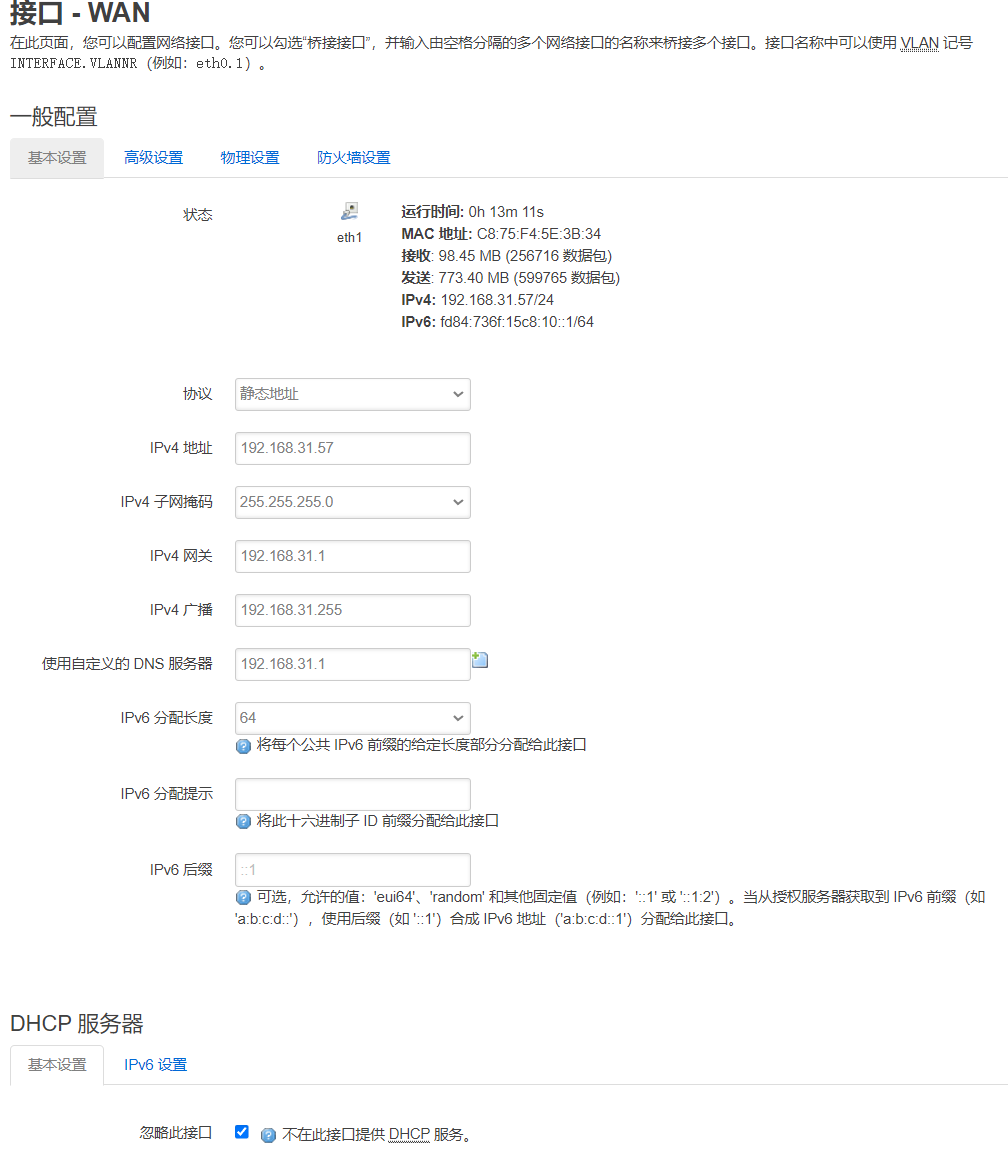 接口 - WAN
在此页面，您可以配置网络接口。您可以勾选“桥接接口”，并输入由空格分隔的多个网络接口的名称来桥接多个接口。接口名称中可以使用 VLAN 记号
INTERFACE.VLANNR（例如：eth0.1）。
一般配置
基本设置 高级设置 物理设置 防火墙设置
状态
eth1
运行时间: 0h 13m 11s
MAC 地址: C8:75:F4:5E:3B:34
接收: 98.45 MB (256716 数据包)
发送: 773.40 MB (599765 数据包)
IPv4: 192.168.31.57/24
IPv6: fd84:736f:15c8:10::1/64
协议 静态地址
IPv4 地址 192.168.31.57
IPv4 子网掩码 255.255.255.0
IPv4 网关 192.168.31.1
IPv4 广播 192.168.31.255
使用自定义的 DNS 服务器 192.168.31.1
IPv6 分配长度 64
将每个公共 IPv6 前缀的给定长度部分分配给此接口
IPv6 分配提示
将此十六进制子 ID 前缀分配给此接口
IPv6 后缀 ::1
可选，允许的值：'eui64'、'random' 和其他固定值（例如：'::1' 或 '::1:2'）。当从授权服务器获取到 IPv6 前缀（如
'a:b:c:d::'），使用后缀（如 '::1'）合成 IPv6 地址（'a:b:c:d::1'）分配给此接口。
DHCP 服务器
基本设置 IPv6 设置
忽略此接口 不在此接口提供 DHCP 服务。